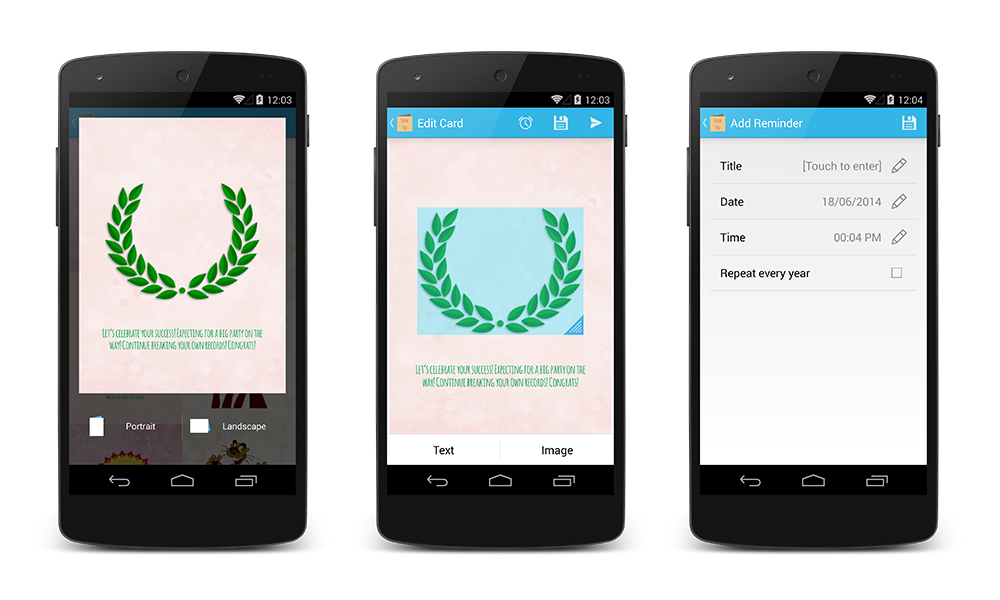 12:03
LET'S CELEBRATE YOUR SUCCESS! EXPECTING FOR A BIG PARTY ON THE
WAY! CONTINUE BREAKING YOUR OWN RECORDS! CONGRATS!
Portrait
Landscape
12:03
Edit Card
LET'S CELEBRATE YOUR SUCCESS! EXPECTING FOR A BIG PARTY ON THE
WAY! CONTINUE BREAKING YOUR OWN RECORDS! CONGRATS!
Text
Image
12:04
Add Reminder
Title [Touch to enter]
Date 18/06/2014
Time 00:04 PM
Repeat every year